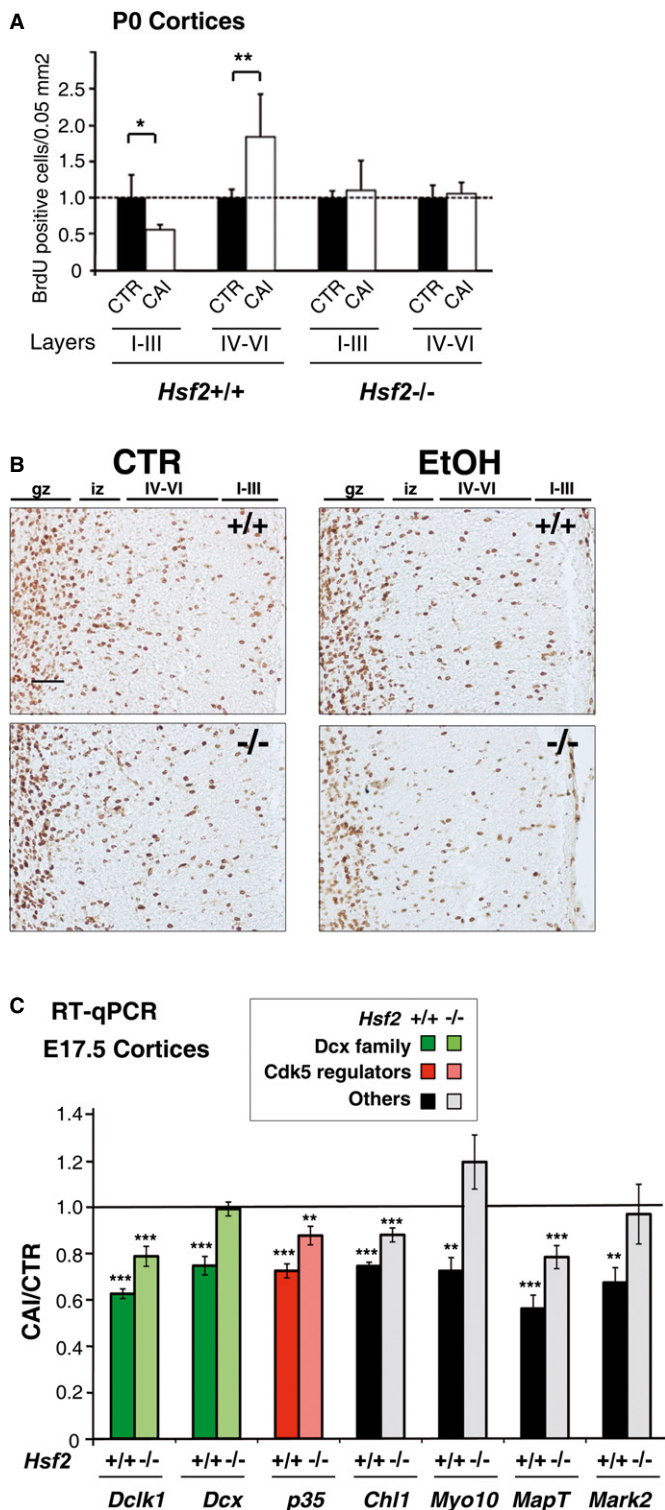 A
P0 Cortices
BrdU positive cells/0.05 mm2
2.5
2.0
1.5
1.0
0.5
0
*
**
CTR CAI CTR CAI CTR CAI CTR CAI
Layers I-III IV-VI I-III IV-VI
Hsf2+/+ Hsf2-/-
B
CTR EtOH
gz iz IV-VI I-III gz iz IV-VI I-III
+/+ +/+
-/- -/-
C
RT-qPCR
E17.5 Cortices
Hsf2 +/+ -/-
Dcx family
Cdk5 regulators
Others
CAI/CTR
1.4
1.2
1.0
0.8
0.6
0.4
0.2
0
*** *** *** *** ** *** *** ** *** *** **
Hsf2 +/+ -/- +/+ -/- +/+ -/- +/+ -/- +/+ -/- +/+ -/- +/+ -/-
Dclk1 Dcx p35 Chl1 Myo10 MapT Mark2